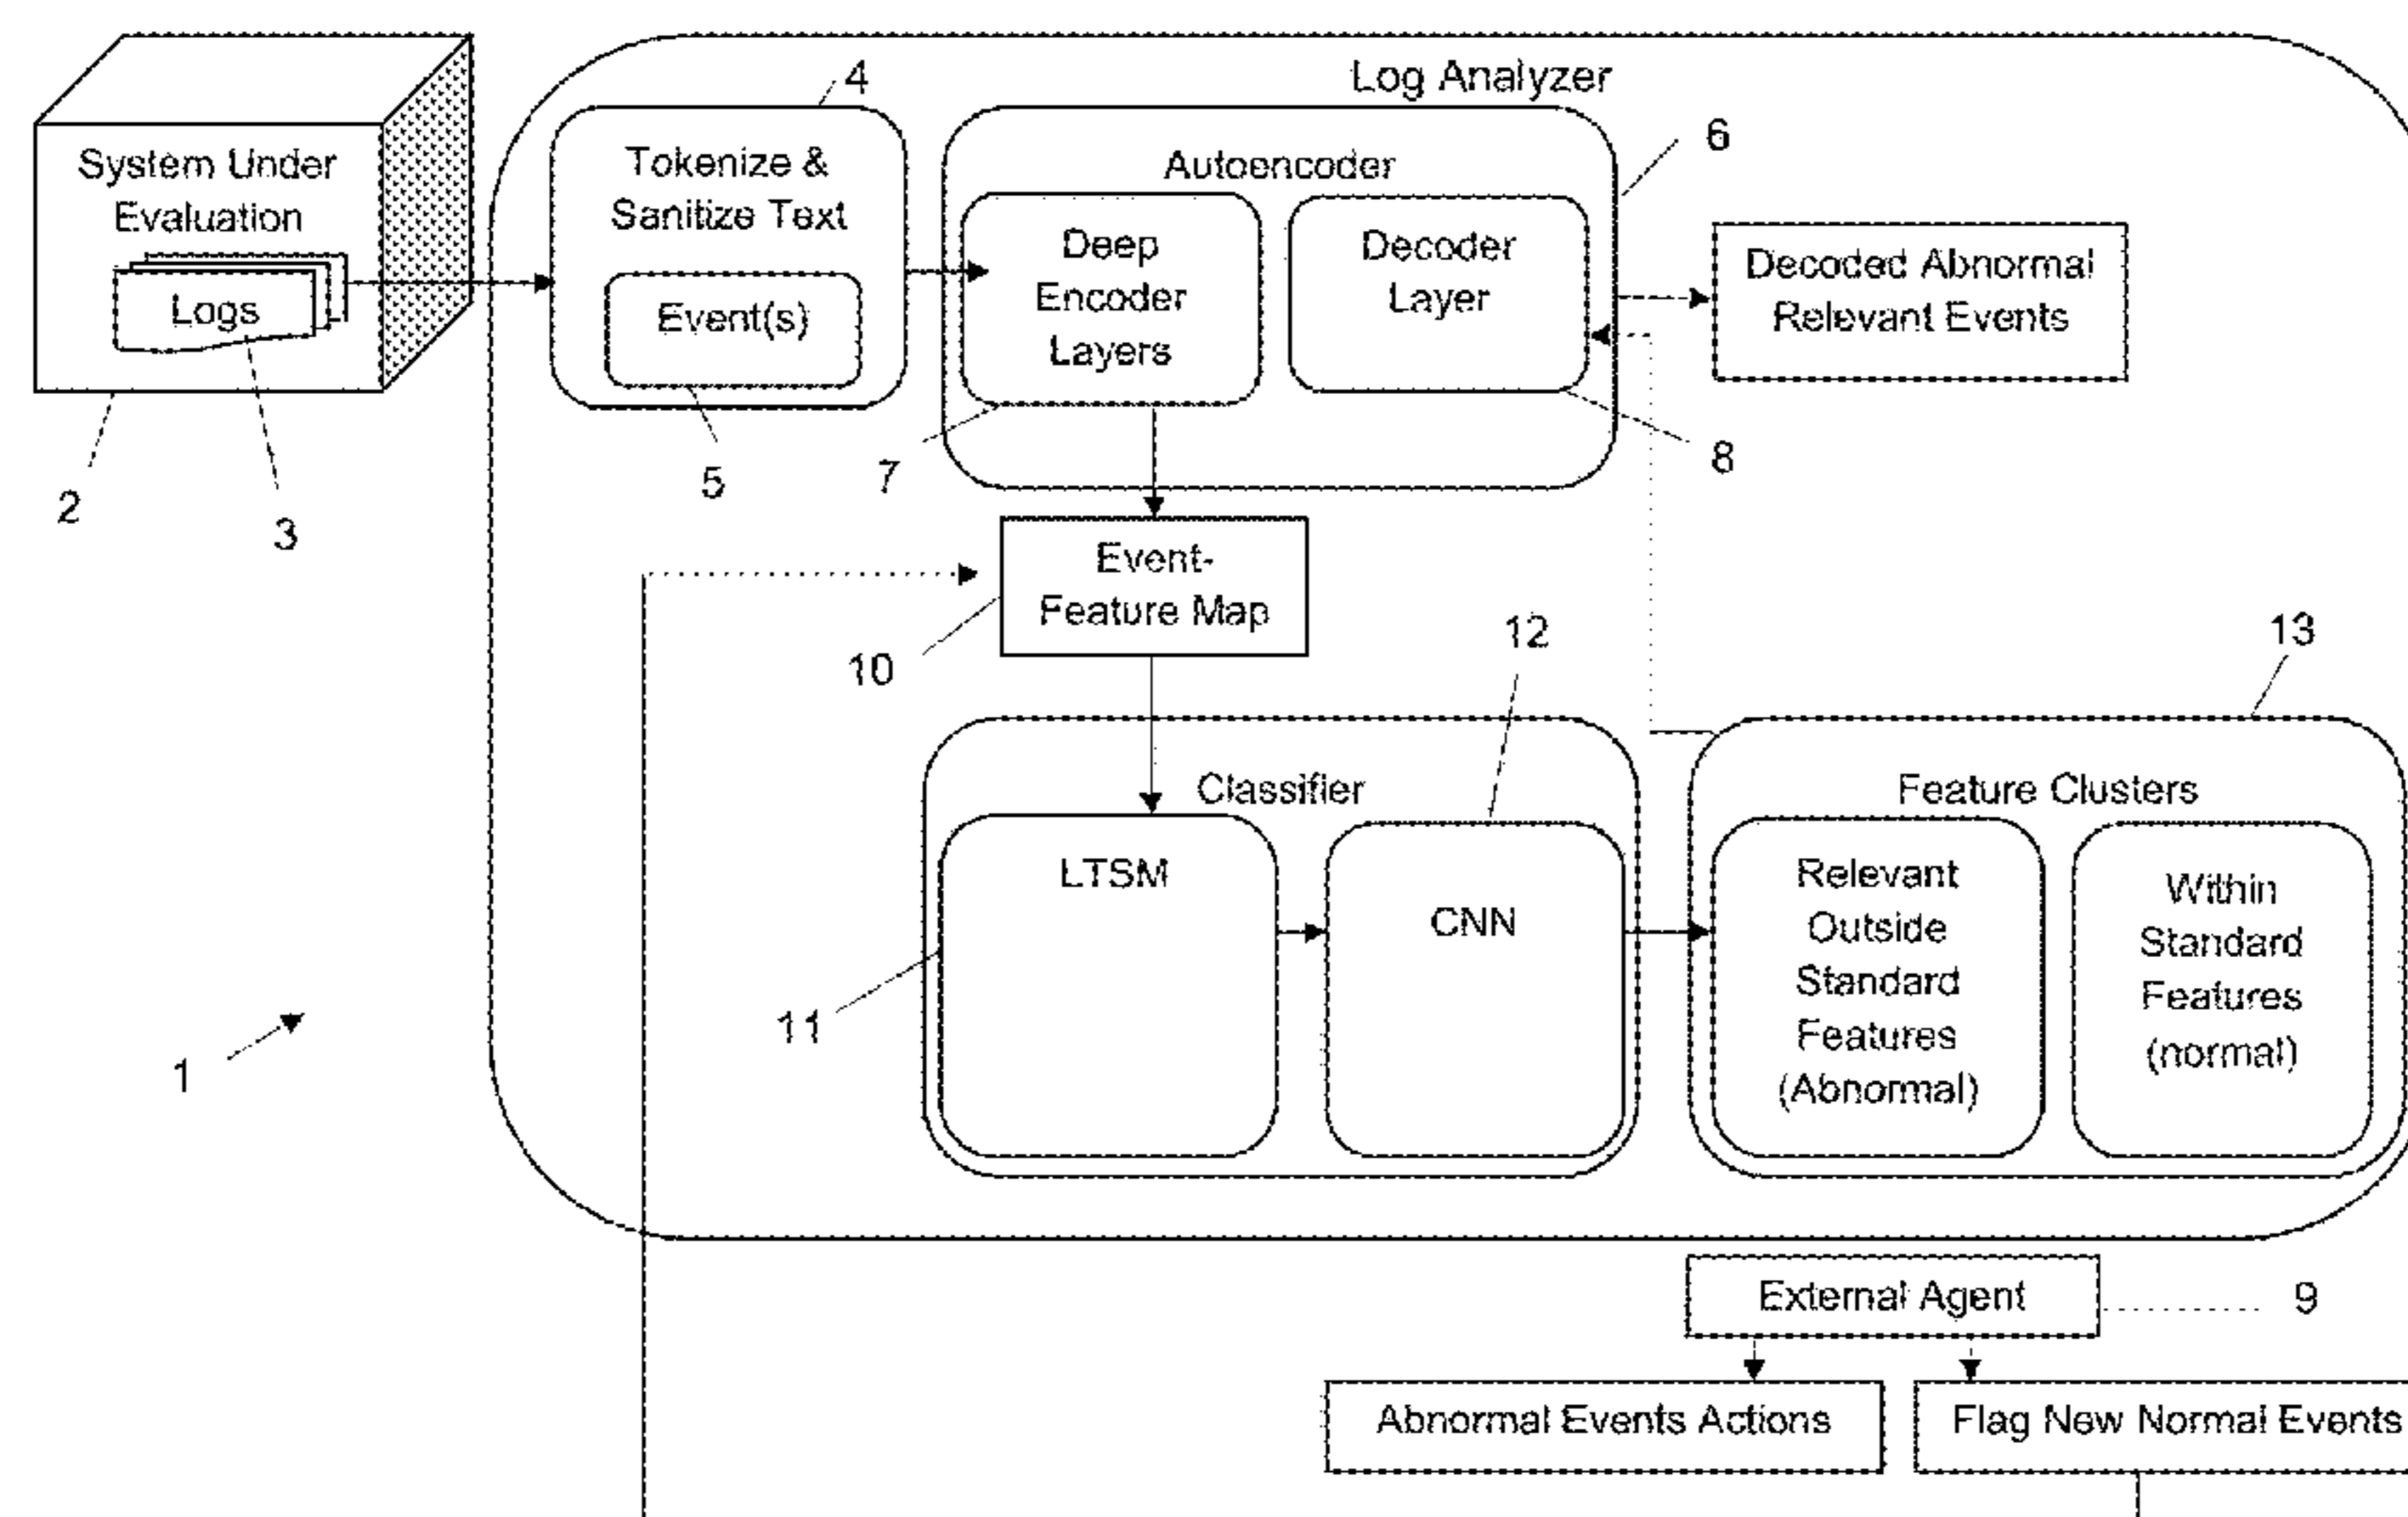 Log Analyzer
4
6
System Under
Evaluation
Logs
2
3
Tokenize &
Sanitize Text
Event(s)
5
Autoencoder
Deep
Encoder
Layers
7
Decoder
Layer
8
Decoded Abnormal
Relevant Events
Event-
Feature Map
10
12
13
Classifier
LTSM
11
CNN
Feature Clusters
Relevant
Outside
Standard
Features
(Abnormal)
Within
Standard
Features
(normal)
1
External Agent
9
Abnormal Events Actions
Flag New Normal Events